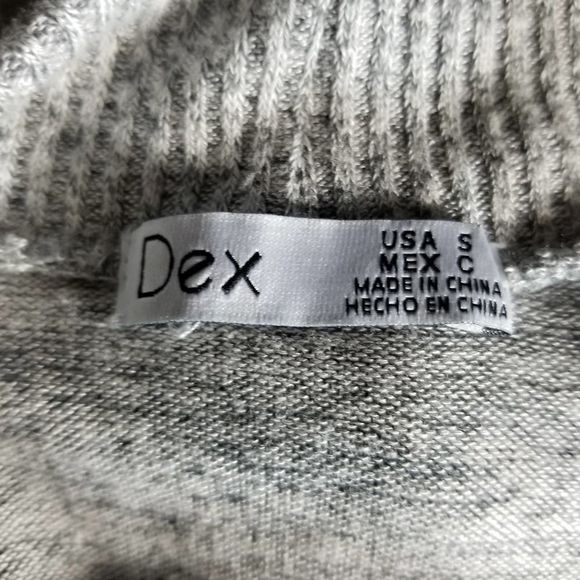 Dex
USA S
MEX C
MADE IN CHINA
HECHO EN CHINA